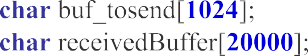 char buf_tosend[1024];
char receivedBuffer[20000];